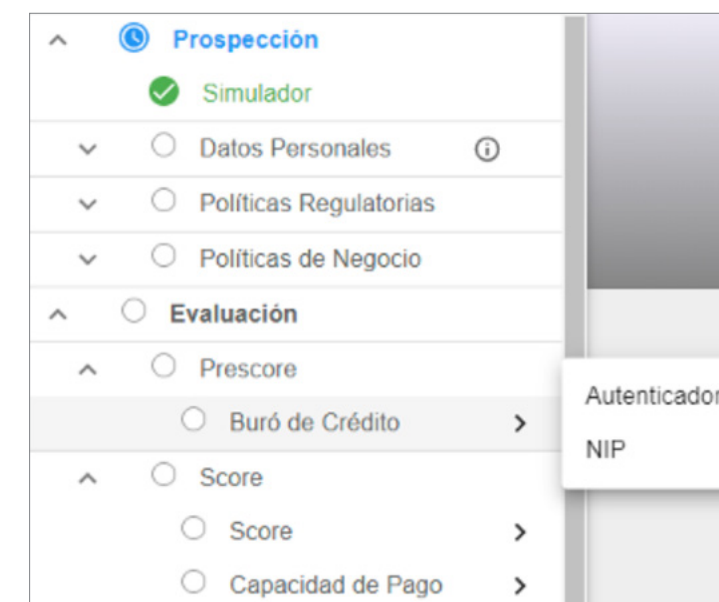 Prospección
Simulador
Datos Personales
Políticas Regulatorias
Políticas de Negocio
Evaluación
Prescore
Buró de Crédito
Autenticador
NIP
Score
Score
Capacidad de Pago